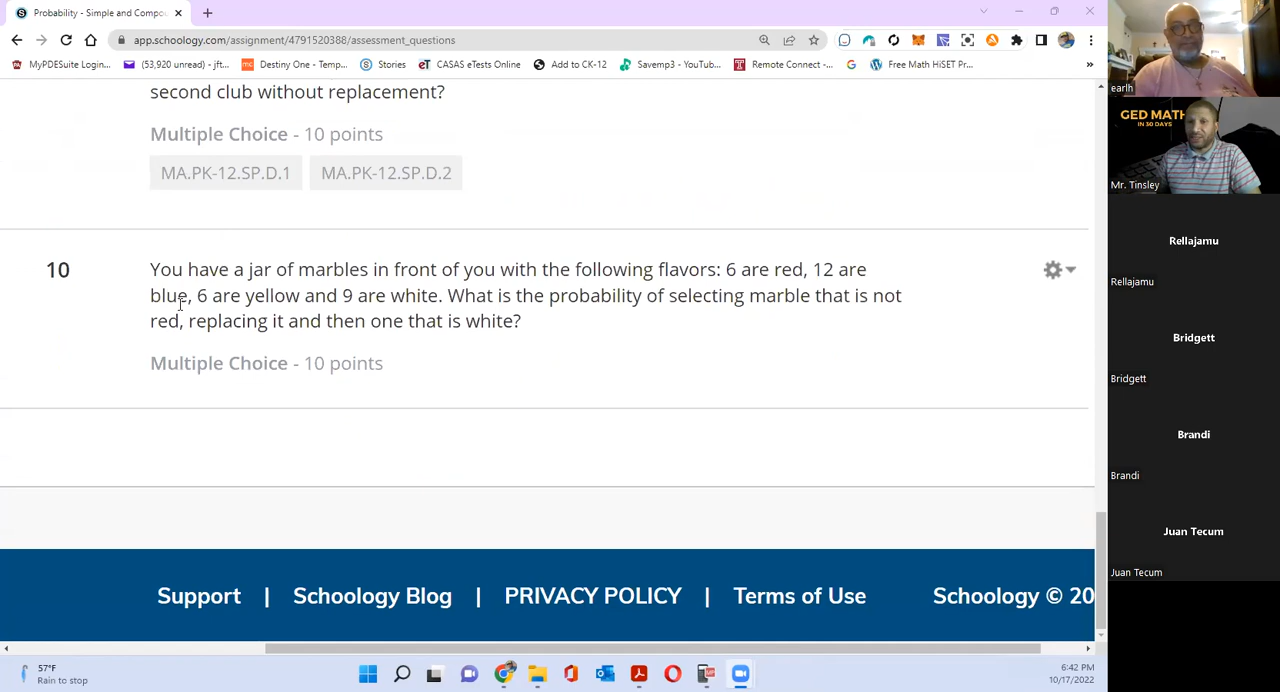 Probability - Simple and Compou
app.schoology.com/assignment/4791520388/assessment_questions
MyPDESuite Login...
(53,920 unread) - jft...
Destiny One - Temp...
Stories
CASAS eTests Online
Add to CK-12
Savemp3 - YouTub...
Remote Connect -...
Free Math HiSET Pr...
»
second club without replacement?
Multiple Choice - 10 points
MA.PK-12.SP.D.1 MA.PK-12.SP.D.2
10
You have a jar of marbles in front of you with the following flavors: 6 are red, 12 are
blue, 6 are yellow and 9 are white. What is the probability of selecting marble that is not
red, replacing it and then one that is white?
Multiple Choice - 10 points
Support | Schoology Blog | PRIVACY POLICY | Terms of Use Schoology © 20
57°F
Rain to stop
6:42 PM
10/17/2022
earlh
GED MATH
IN 30 DAYS
Mr. Tinsley
Rellajamu
Rellajamu
Bridgett
Bridgett
Brandi
Brandi
Juan Tecum
Juan Tecum